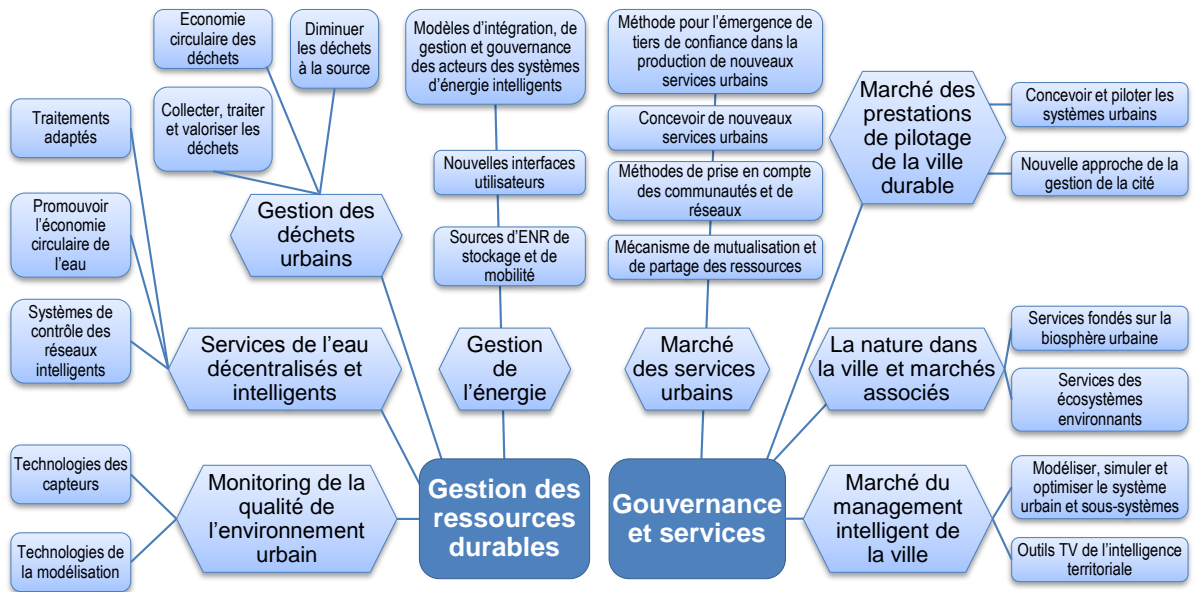 Economie
circulaire des
déchets
Diminuer
les déchets
à la source
Collecter, traiter
et valoriser les
déchets
Gestion des
déchets
urbains
Traitements
adaptés
Promouvoir
l’économie
circulaire de
l’eau
Systèmes de
contrôle des
réseaux
intelligents
Services de l’eau
décentralisés et
intelligents
Technologies des
capteurs
Technologies de
la modélisation
Monitoring de la
qualité de
l’environnement
urbain
Modèles d’intégration, de
gestion et gouvernance
des acteurs des systèmes
d’énergie intelligents
Nouvelles interfaces
utilisateurs
Sources d’ENR de
stockage et de
mobilité
Gestion
de
l’énergie
Gestion des
ressources
durables
Méthode pour l’émergence de
tiers de confiance dans la
production de nouveaux
services urbains
Concevoir de nouveaux
services urbains
Méthodes de prise en compte
des communautés et de
réseaux
Mécanisme de mutualisation et
de partage des ressources
Marché
des services
urbains
Gouvernance
et services
Marché des
prestations
de pilotage
de la ville
durable
Concevoir et piloter les
systèmes urbains
Nouvelle approche de la
gestion de la cité
La nature dans
la ville et marchés
associés
Services fondés sur la
biosphère urbaine
Services des
écosystèmes
environnants
Marché du
management
intelligent de
la ville
Modéliser, simuler et
optimiser le système
urbain et sous-systèmes
Outils TV de l’intelligence
territoriale